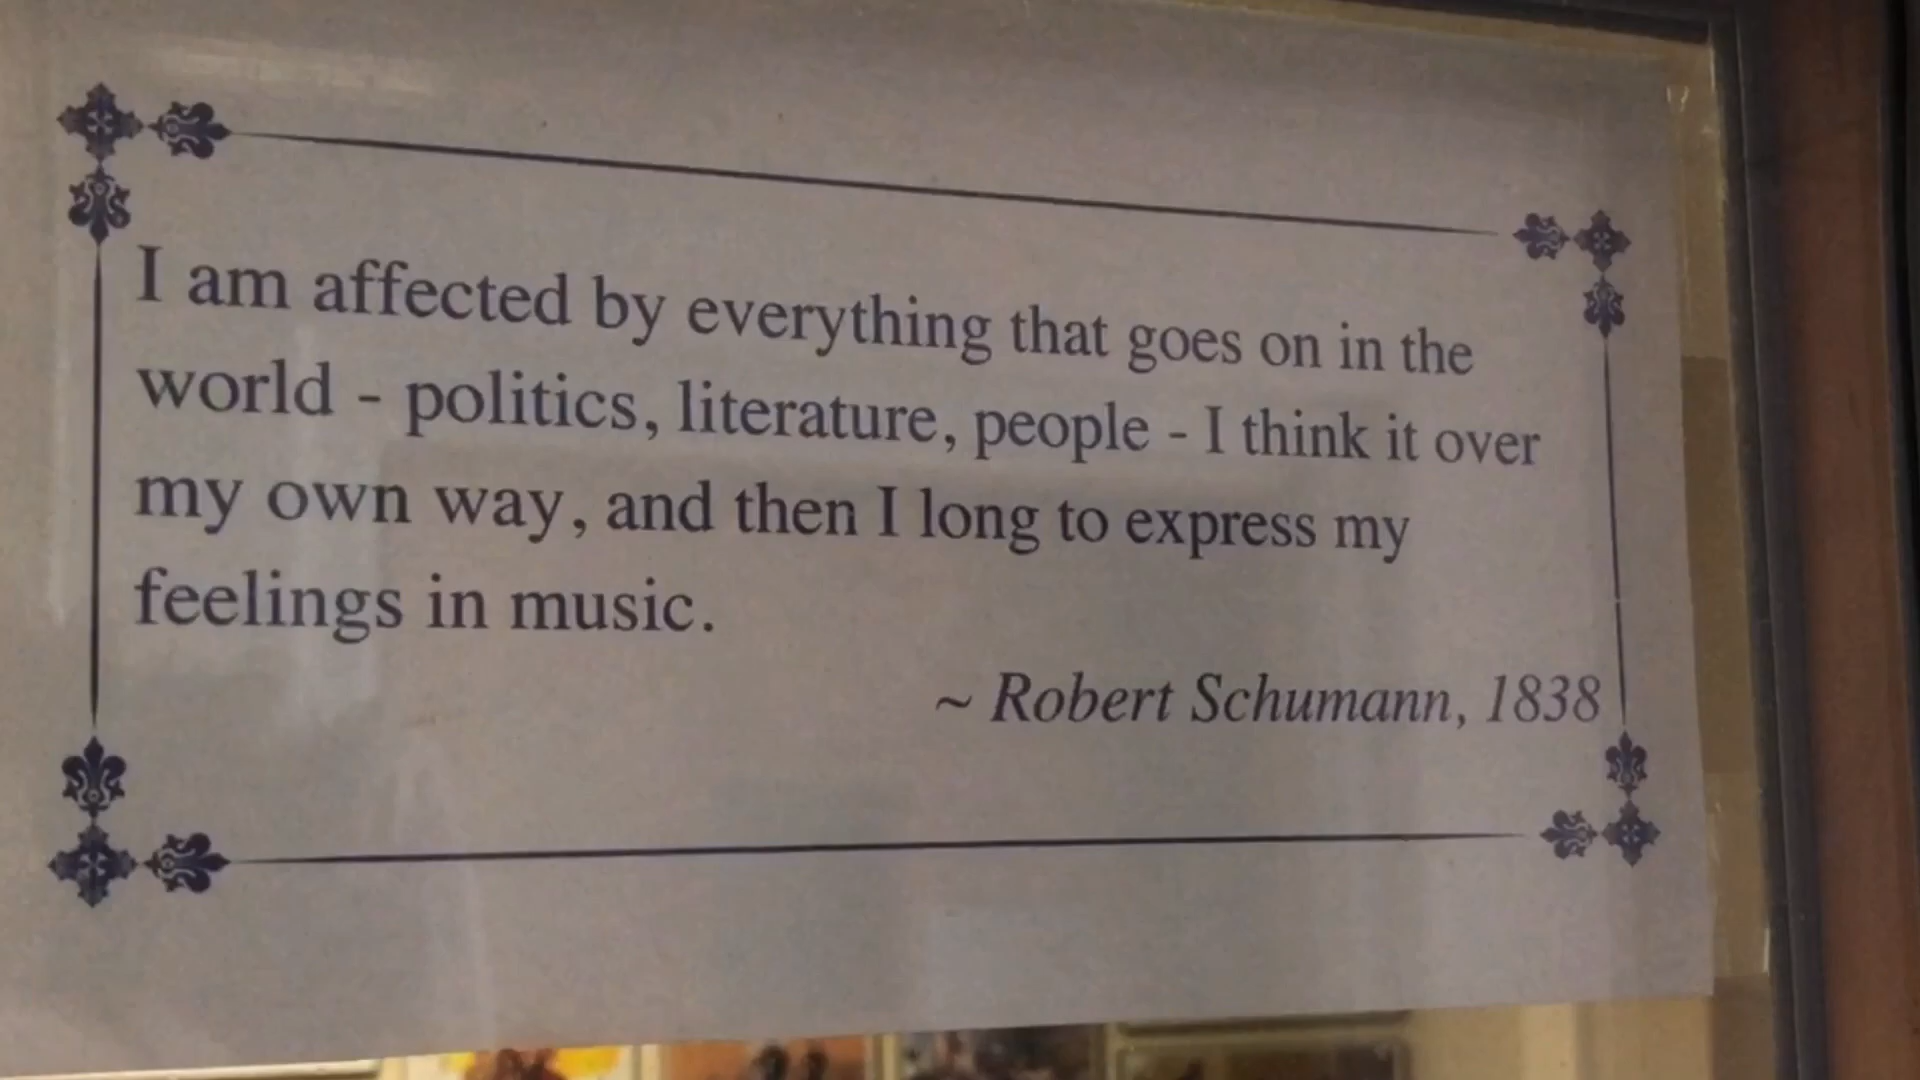 I am affected by everything that goes on in the
world - politics, literature, people - I think it over
my own way, and then I long to express my
feelings in music.
~ Robert Schumann, 1838